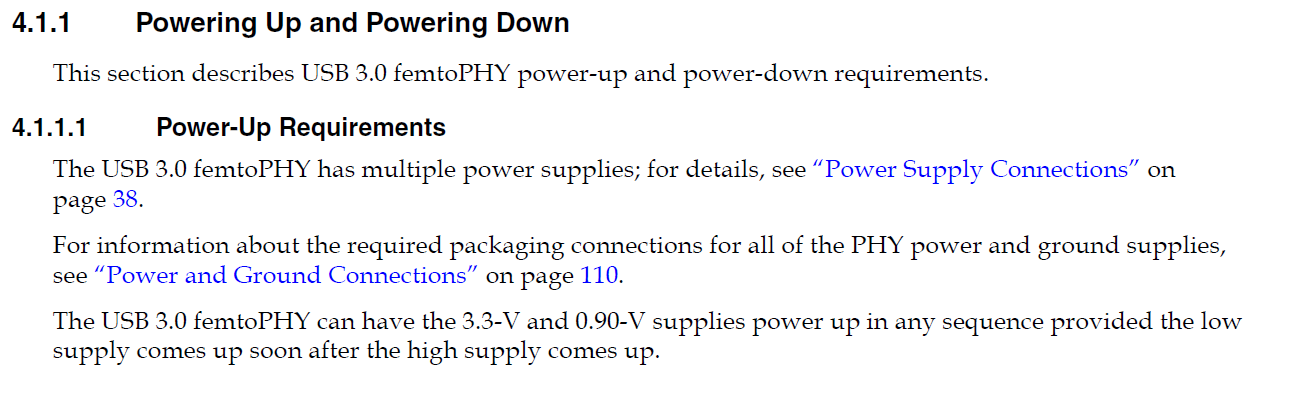 4.1.1 Powering Up and Powering Down
This section describes USB 3.0 femtoPHY power-up and power-down requirements.
4.1.1.1 Power-Up Requirements
The USB 3.0 femtoPHY has multiple power supplies; for details, see “Power Supply Connections” on
page 38.
For information about the required packaging connections for all of the PHY power and ground supplies,
see “Power and Ground Connections” on page 110.
The USB 3.0 femtoPHY can have the 3.3-V and 0.90-V supplies power up in any sequence provided the low
supply comes up soon after the high supply comes up.